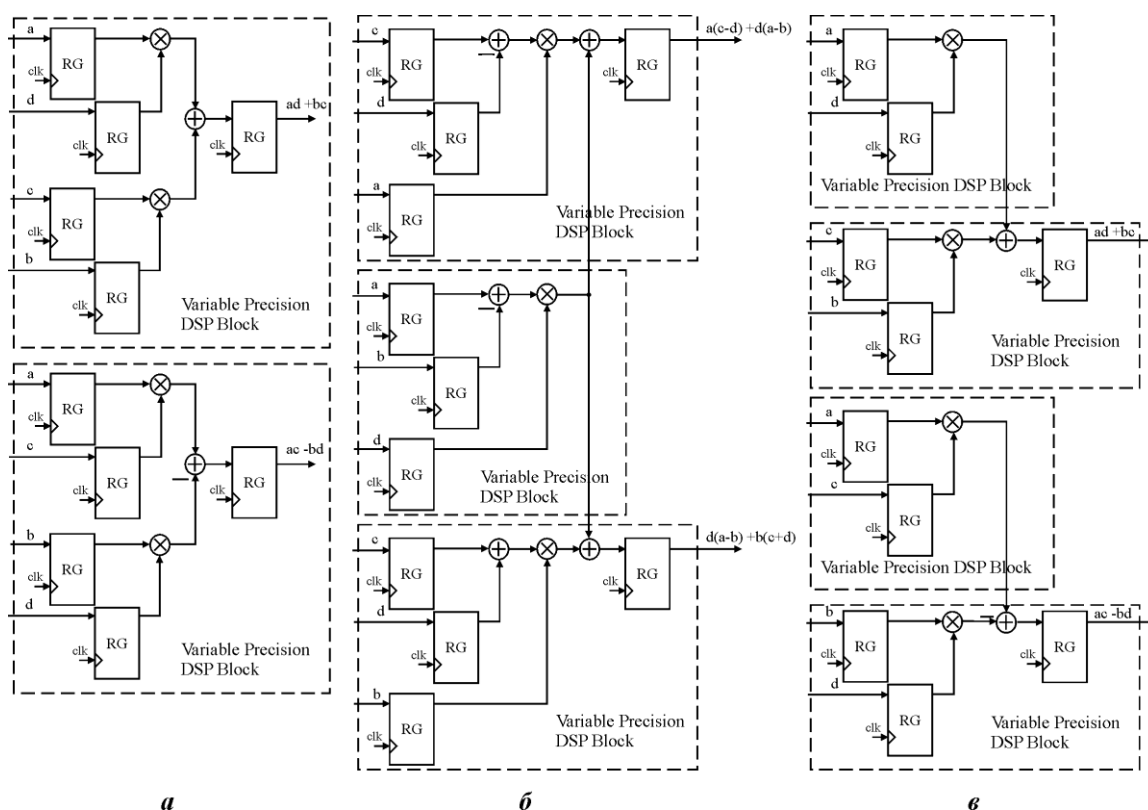 a
RG
clk
d
RG
clk
ad +bc
RG
clk
c
RG
clk
b
RG
clk
Variable Precision
DSP Block
a
RG
clk
c
RG
clk
ac -bd
RG
clk
b
RG
clk
d
RG
clk
Variable Precision
DSP Block
а
a(c-d) +d(a-b)
c
RG
clk
RG
clk
d
RG
clk
a
RG
clk
Variable Precision
DSP Block
a
RG
clk
b
RG
clk
d
RG
clk
Variable Precision
DSP Block
d(a-b) +b(c+d)
c
RG
clk
RG
clk
d
RG
clk
b
RG
clk
Variable Precision
DSP Block
б
a
RG
clk
d
RG
clk
Variable Precision DSP Block
c
RG
clk
ad +bc
RG
clk
b
RG
clk
Variable Precision
DSP Block
a
RG
clk
c
RG
clk
Variable Precision DSP Block
b
RG
clk
ac -bd
RG
clk
d
RG
clk
Variable Precision
DSP Block
в